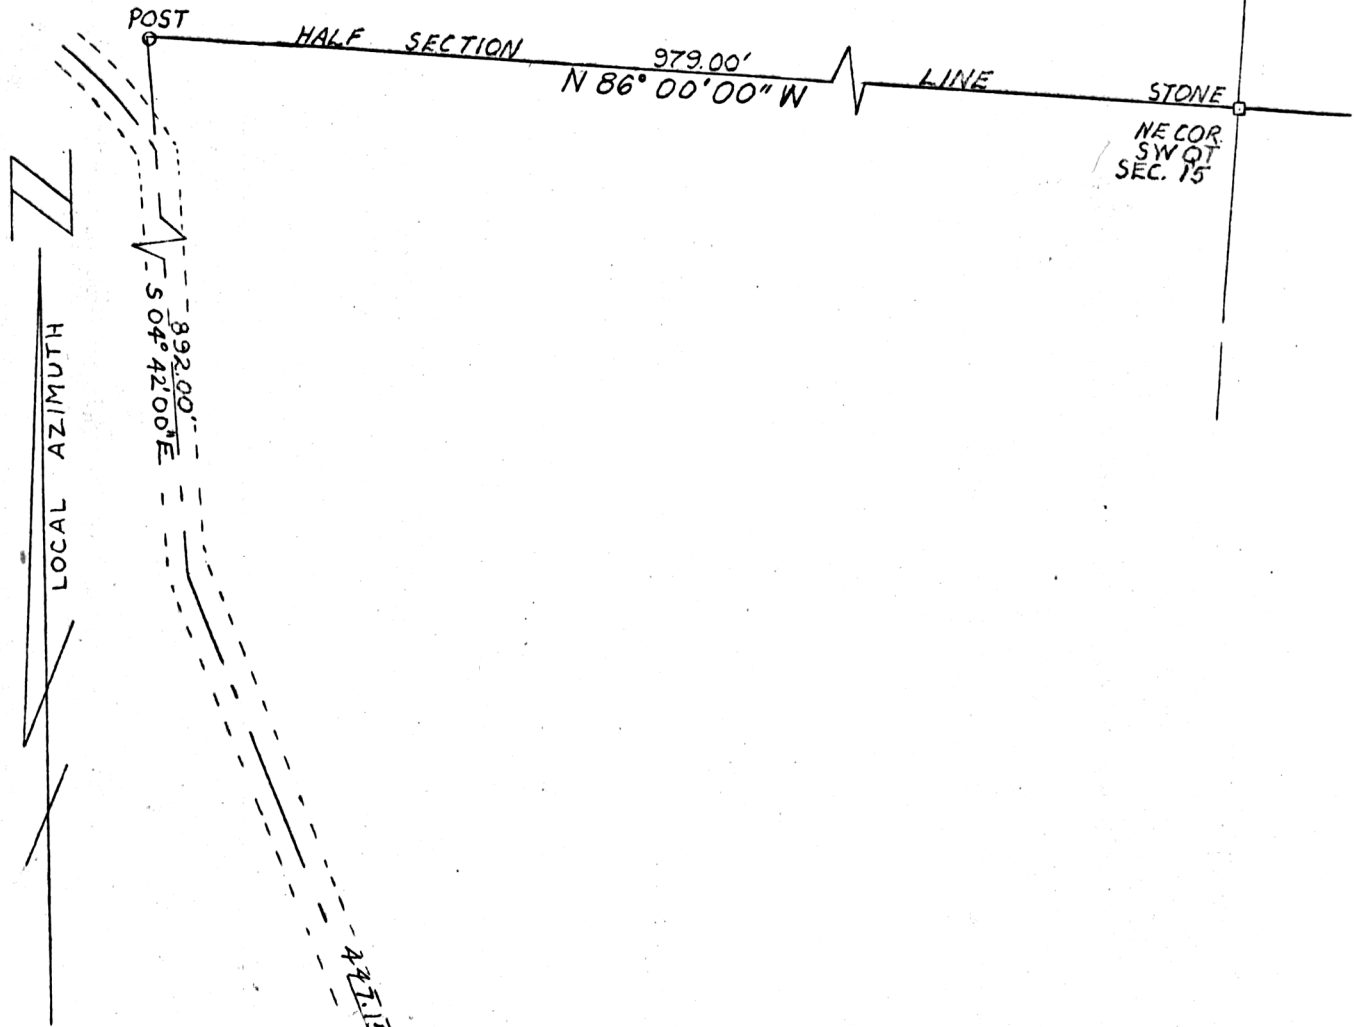 POST
HALF SECTION
979.00'
N 86° 00'00" W
LINE
STONE
NE COR.
SW QT
SEC. 15
N
LOCAL AZIMUTH
892.00'
S 04° 42'00" E